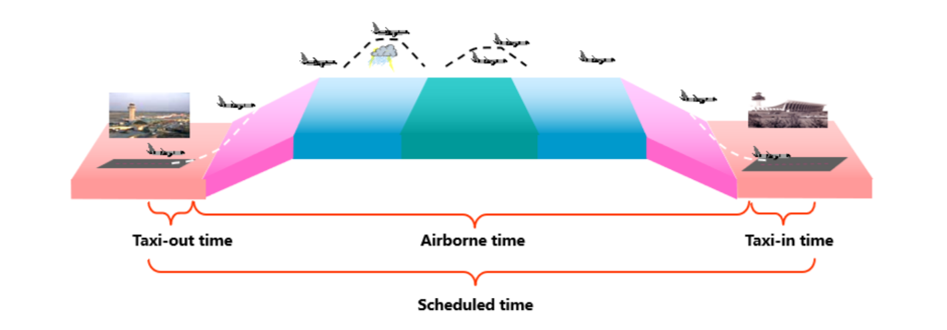 Taxi-out time
Airborne time
Taxi-in time
Scheduled time